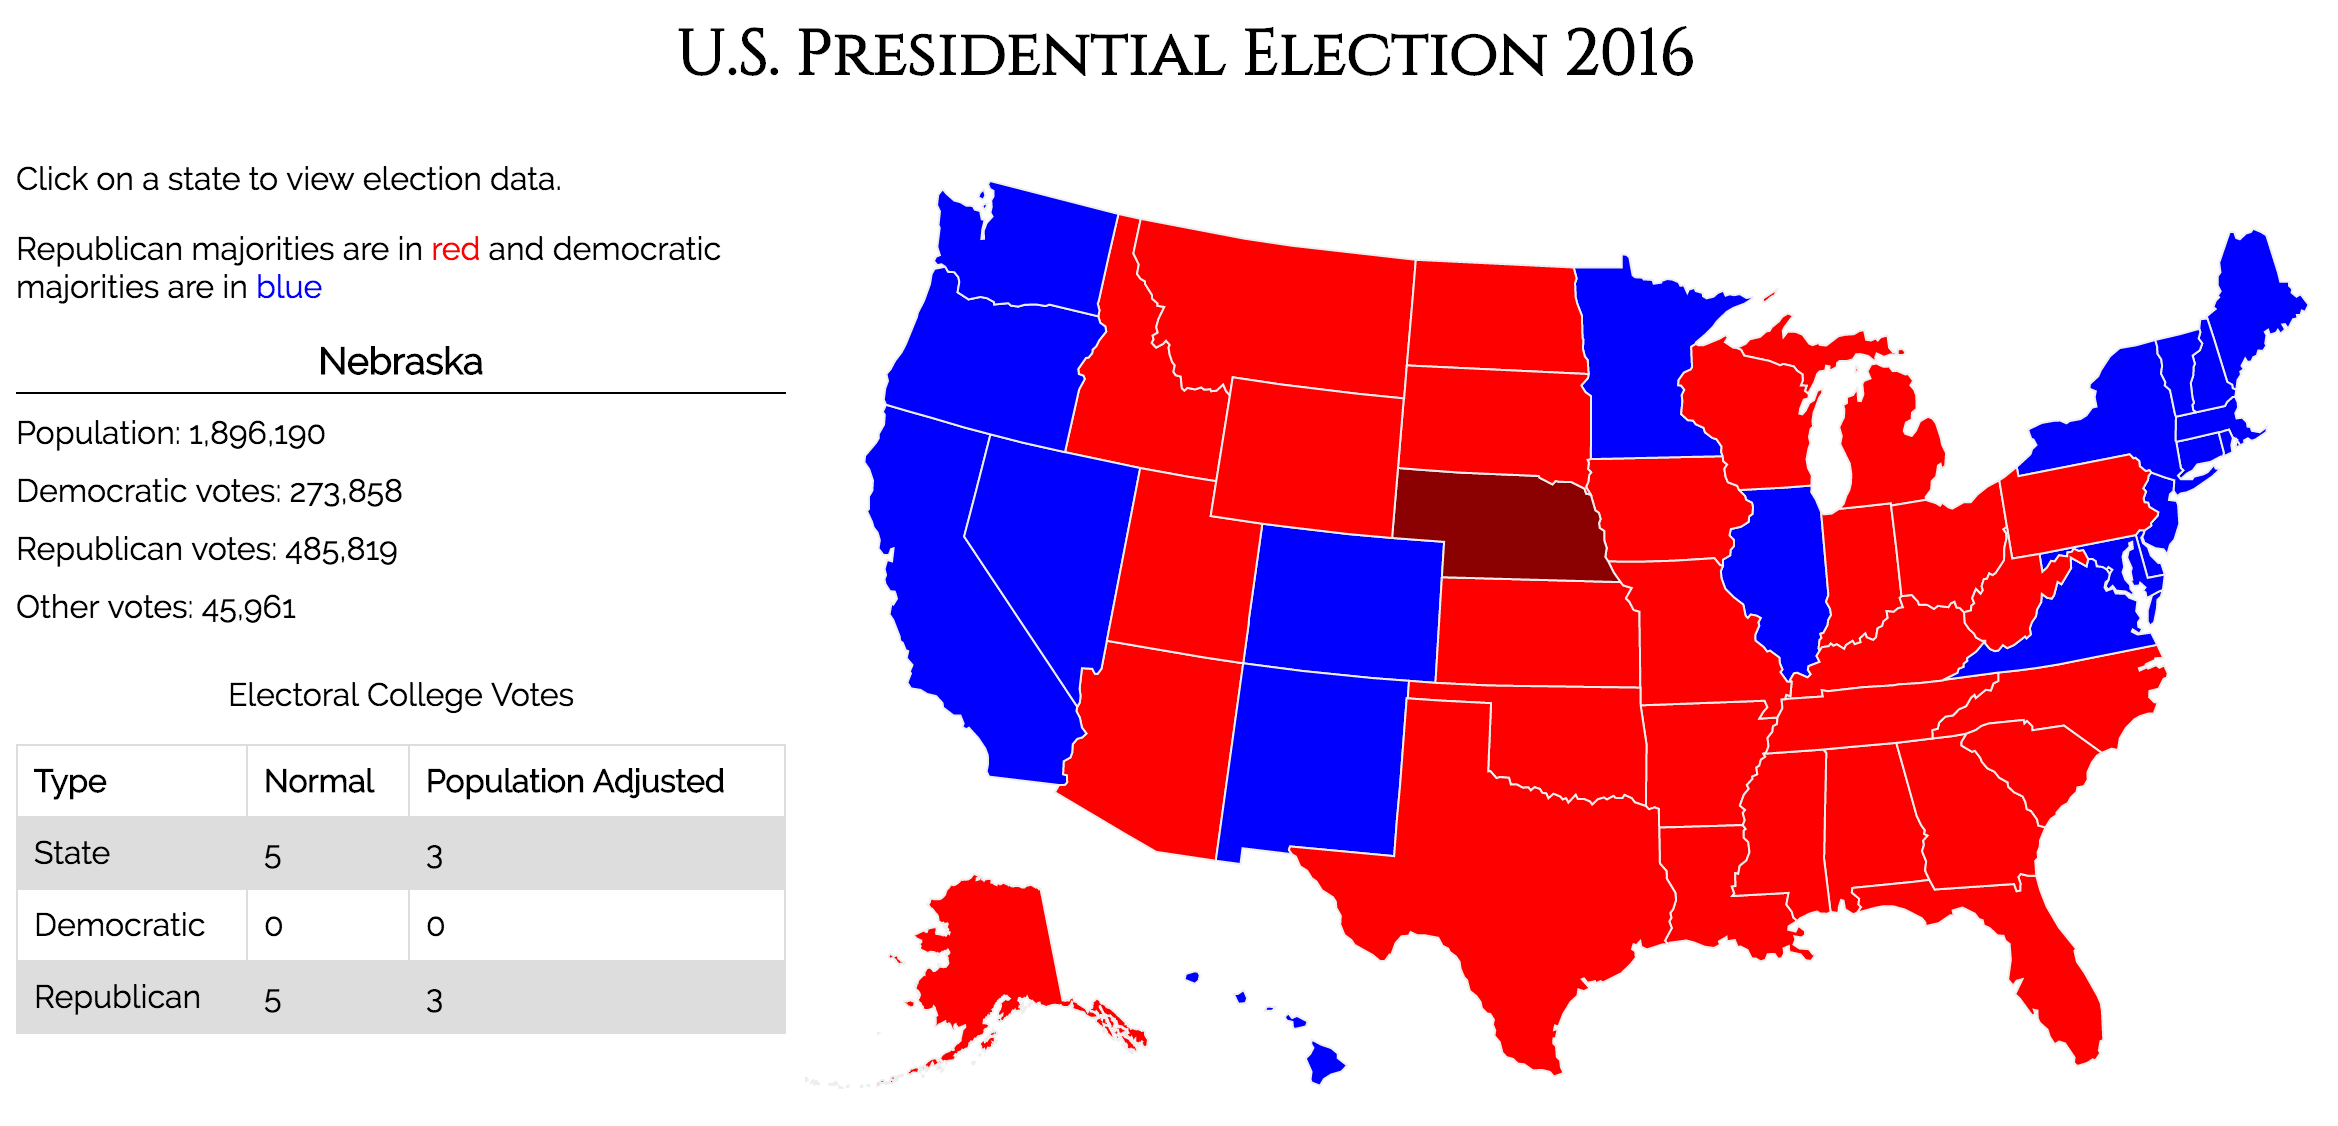 U.S. Presidential Election 2016
Click on a state to view election data.
Republican majorities are in red and democratic
majorities are in blue
Nebraska
Population: 1,896,190
Democratic votes: 273,858
Republican votes: 485,819
Other votes: 45,961
Electoral College Votes
Type Normal Population Adjusted
State 5 3
Democratic 0 0
Republican 5 3